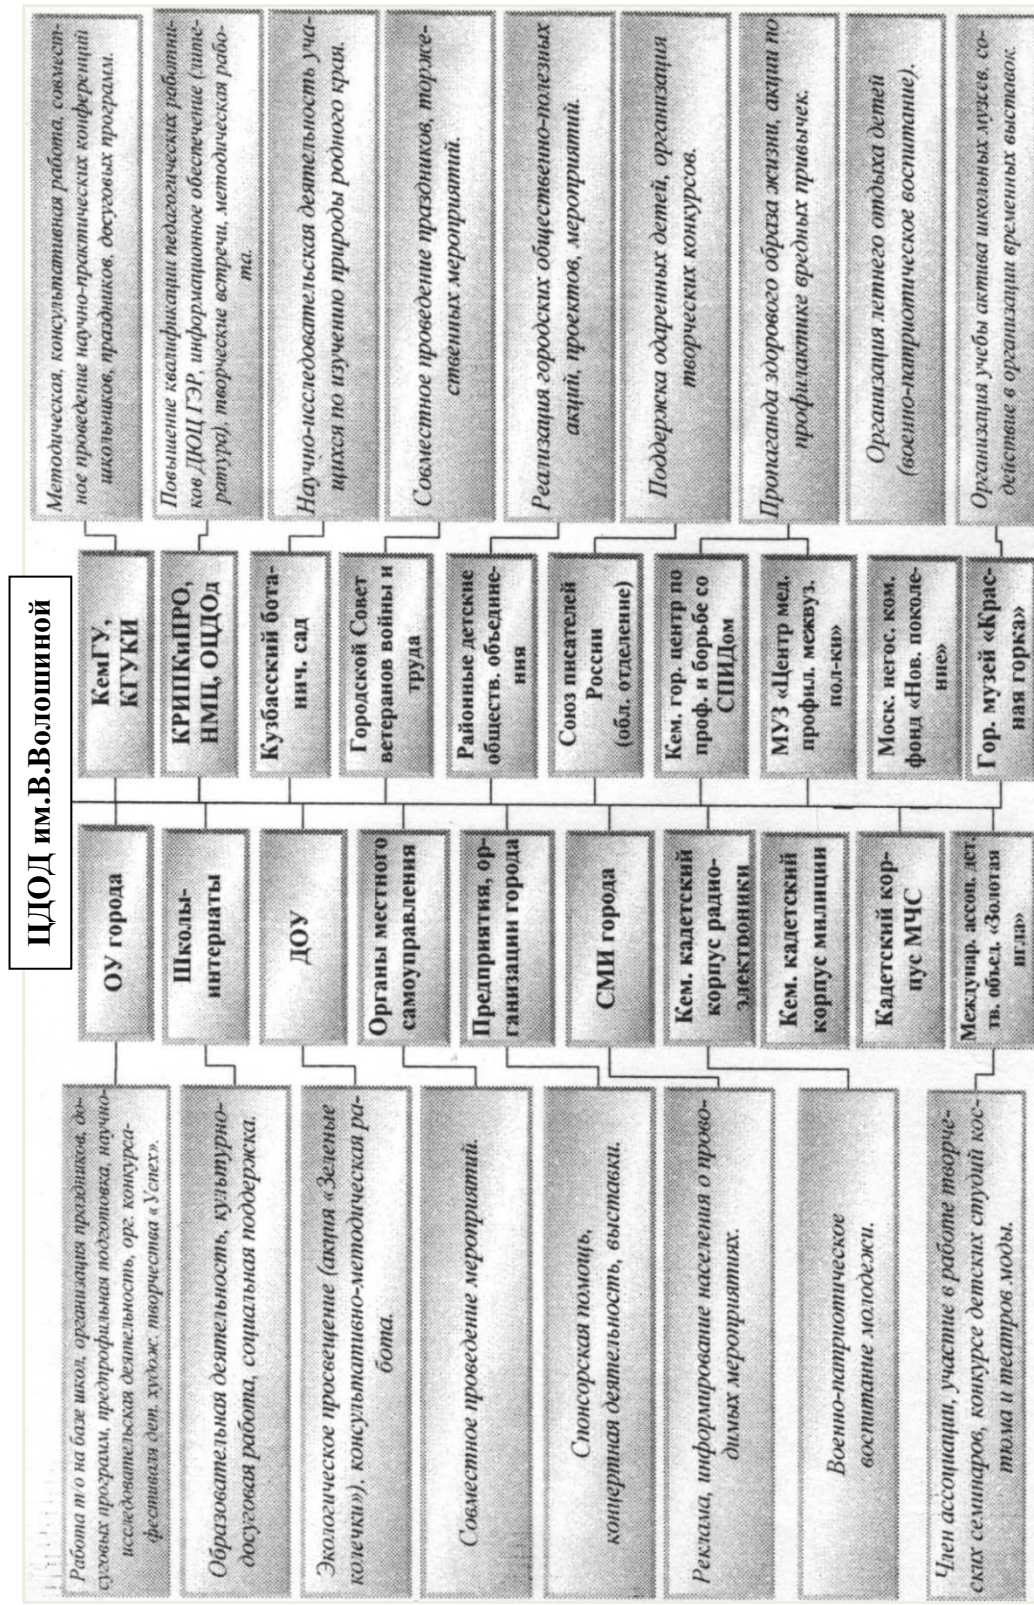 ЦДОД им.В.Волошиной
Работа т/о на базе школ, организация праздников, до-
суговых программ, предпрофильная подготовка, научно-
исследовательская деятельность, орг. конкурса-
фестиваля дет. худож. творчества «Успех».
Образовательная деятельность, культурно-
досуговая работа, социальная поддержка.
Экологическое просвещение (акция «Зеленые
колечки»), консультативно-методическая ра-
бота.
Совместное проведение мероприятий.
Спонсорская помощь,
концертная деятельность, выставки.
Реклама, информирование населения о прово-
димых мероприятиях.
Военно-патриотическое
воспитание молодежи.
Член ассоциации, участие в работе творче-
ских семинаров, конкурсе детских студий кос-
тюма и театров моды.
ОУ города
Школы-
интернаты
ДОУ
Органы местного
самоуправления
Предприятия, ор-
ганизации города
СМИ города
Кем. кадетский
корпус радио-
электроники
Кем. кадетский
корпус милиции
Кадетский кор-
пус МЧС
Междунар. ассоц. дет.
тв. объед. «Золотая
игла»
КемГУ,
КГУКИ
КРИПКиПРО,
НМЦ, ОЦДОд
Кузбасский бота-
нич. сад
Городской Совет
ветеранов войны и
труда
Районные детские
обществ. объедине-
ния
Союз писателей
России
(обл. отделение)
Кем. гор. центр по
проф. и борьбе со
СПИДом
МУЗ «Центр мед.
профил. межвуз.
пол-ки»
Моск. негос. ком.
фонд «Нов. поколе-
ние»
Гор. музей «Крас-
ная горка»
Методическая, консультативная работа, совмест-
ное проведение научно-практических конференций
школьников, праздников, досуговых программ.
Повышение квалификации педагогических работни-
ков ДЮЦ ГЭР, информационное обеспечение (лите-
ратура), творческие встречи, методическая рабо-
та.
Научно-исследовательская деятельность уча-
щихся по изучению природы родного края.
Совместное проведение праздников, торже-
ственных мероприятий.
Реализация городских общественно-полезных
акций, проектов, мероприятий.
Поддержка одаренных детей, организация
творческих конкурсов.
Пропаганда здорового образа жизни, акции по
профилактике вредных привычек.
Организация летнего отдыха детей
(военно-патриотическое воспитание).
Организация учебы актива школьных музеев, со-
действие в организации временных выставок.